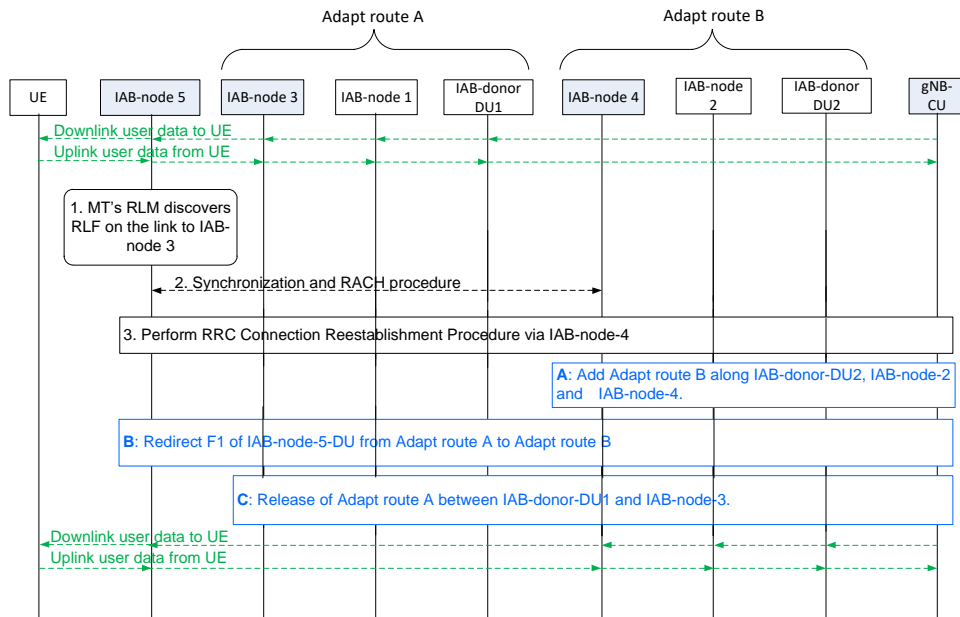 Adapt route A
Adapt route B
UE
IAB-node 5
IAB-node 3
IAB-node 1
IAB-donor
DU1
IAB-node 4
IAB-node
2
IAB-donor
DU2
gNB-
CU
Downlink user data to UE
Uplink user data from UE
1. MT's RLM discovers
RLF on the link to IAB-
node 3
2. Synchronization and RACH procedure
3. Perform RRC Connection Reestablishment Procedure via IAB-node-4
A: Add Adapt route B along IAB-donor-DU2, IAB-node-2
and IAB-node-4.
B: Redirect F1 of IAB-node-5-DU from Adapt route A to Adapt route B
C: Release of Adapt route A between IAB-donor-DU1 and IAB-node-3.
Downlink user data to UE
Uplink user data from UE